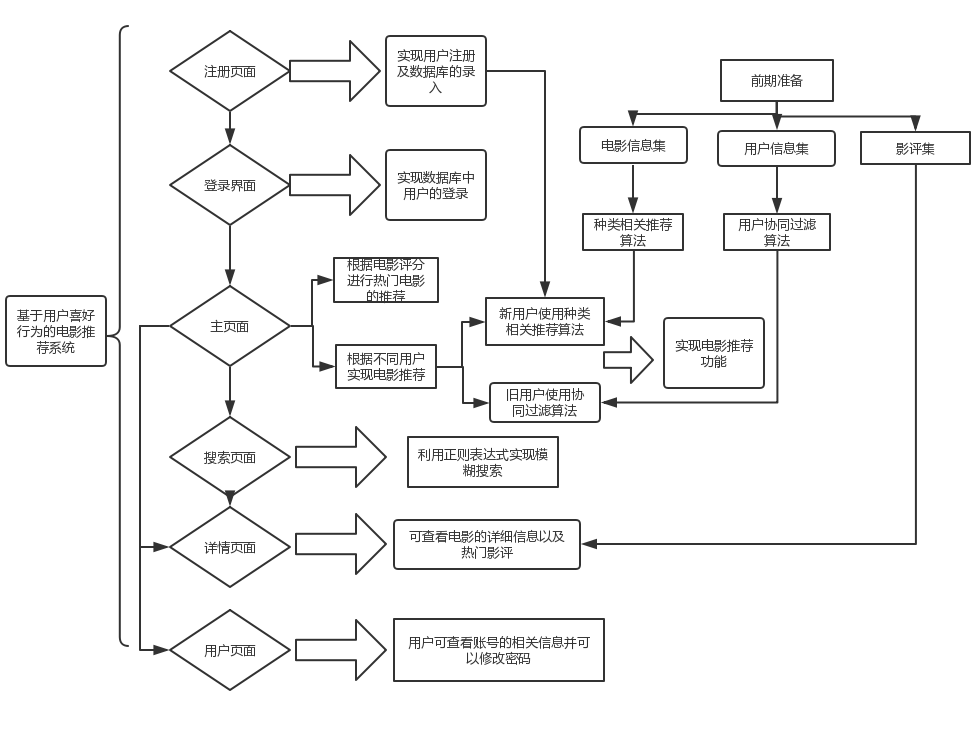 注册页面
实现用户注册
及数据库的录
入
前期准备
电影信息集
用户信息集
影评集
登录界面
实现数据库中
用户的登录
种类相关推荐
算法
用户协同过滤
算法
基于用户喜好
行为的电影推
荐系统
主页面
根据电影评分
进行热门电影
的推荐
根据不同用户
实现电影推荐
新用户使用种类
相关推荐算法
旧用户使用协
同过滤算法
实现电影推荐
功能
搜索页面
利用正则表达式实现模
糊搜索
详情页面
可查看电影的详细信息以及
热门影评
用户页面
用户可查看账号的相关信息并可
以修改密码